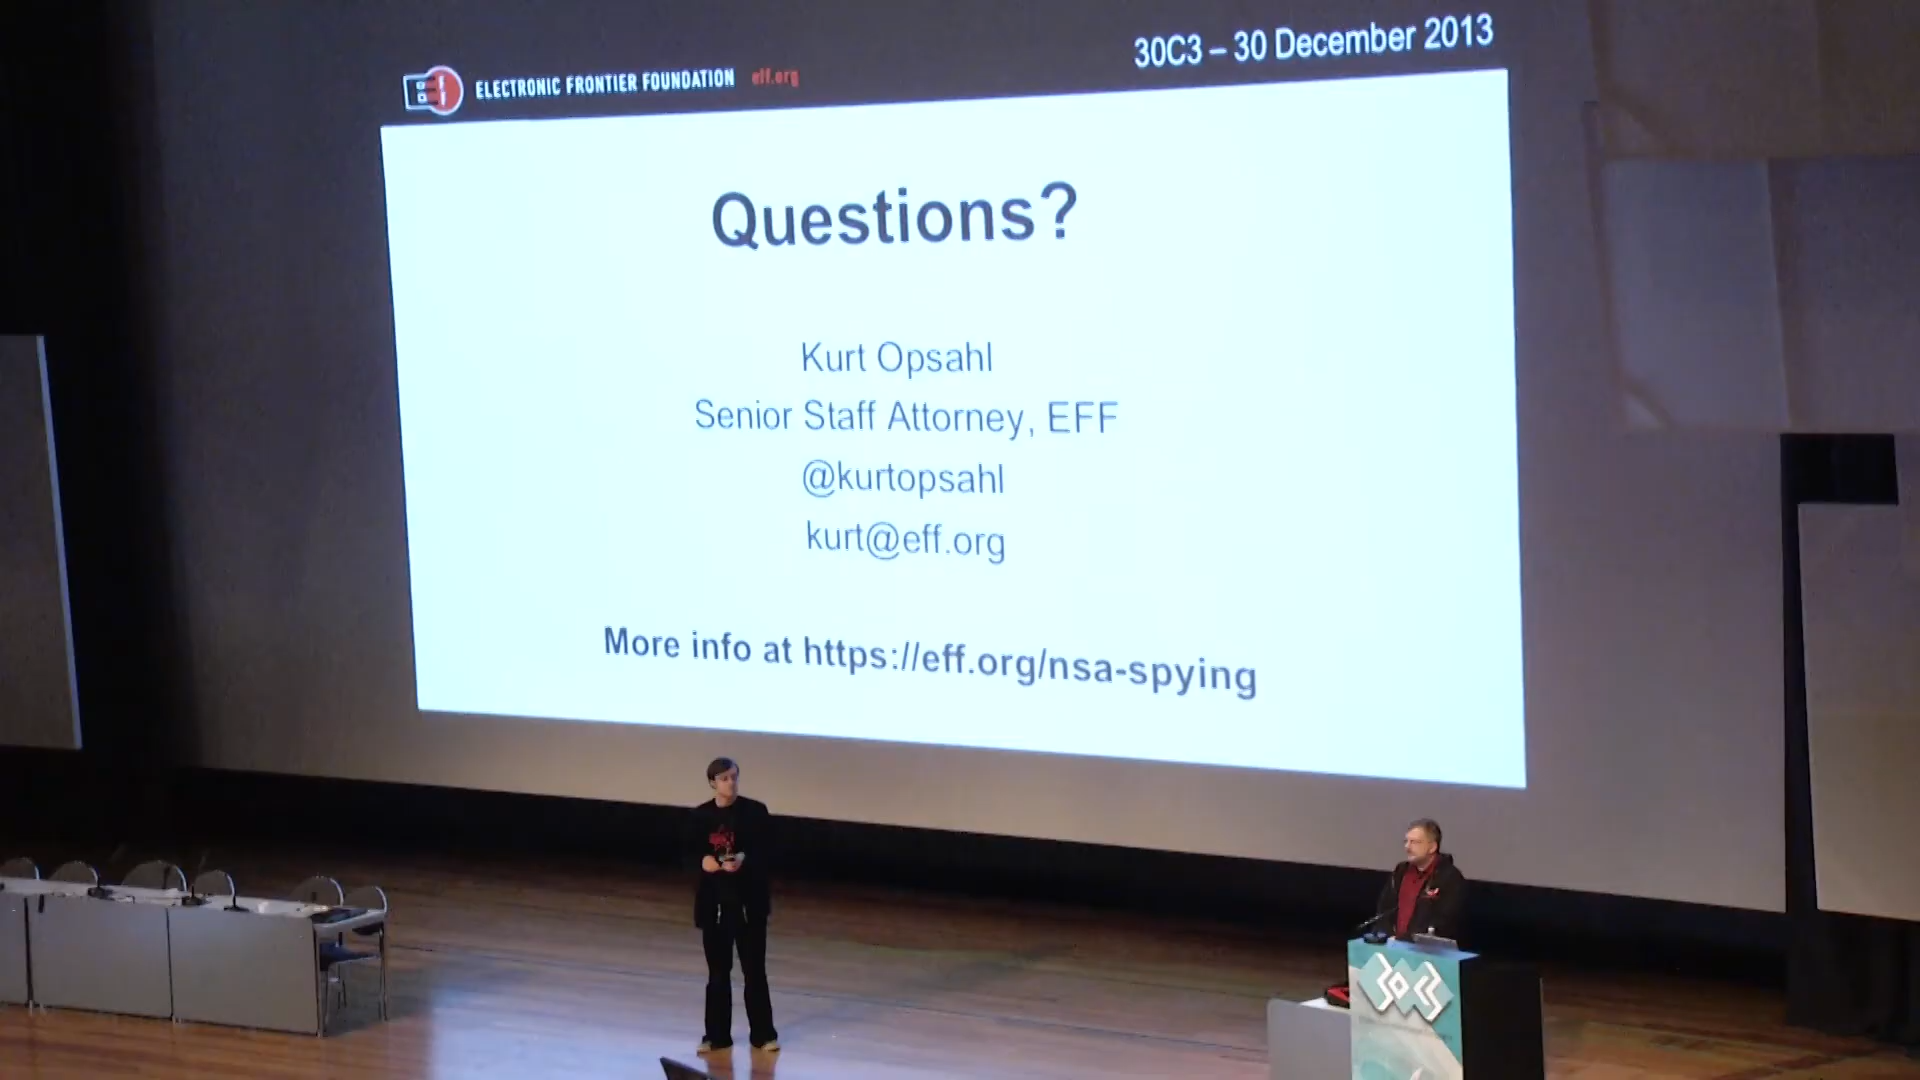 ELECTRONIC FRONTIER FOUNDATION eff.org
30C3 – 30 December 2013
Questions?
Kurt Opsahl
Senior Staff Attorney, EFF
@kurtopsahl
kurt@eff.org
More info at https://eff.org/nsa-spying
30C3